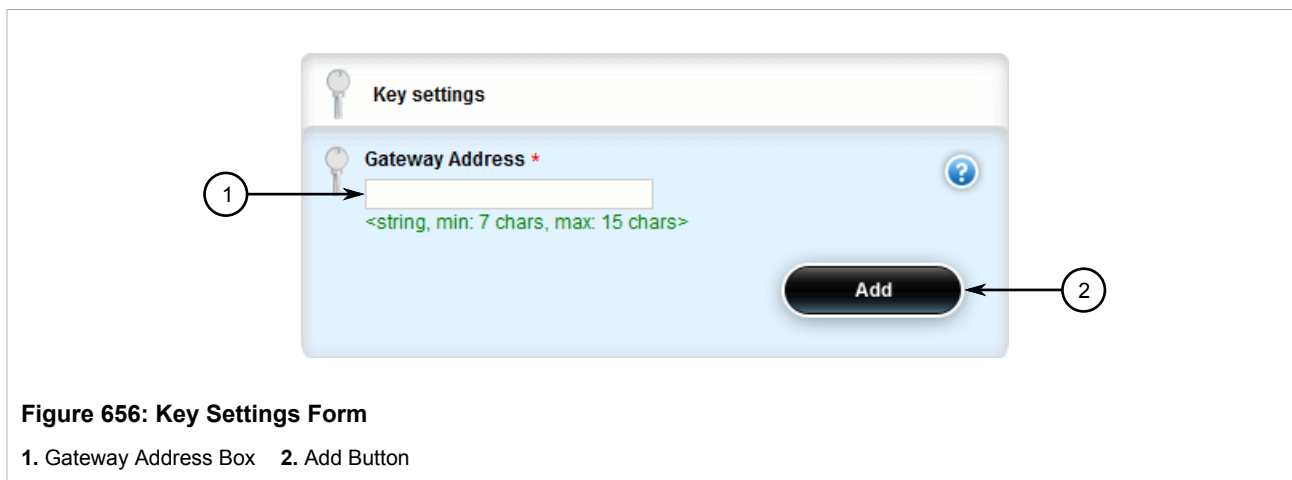 Key settings
Gateway Address *
?
1
<string, min: 7 chars, max: 15 chars>
Add
2
Figure 656: Key Settings Form
1. Gateway Address Box 2. Add Button